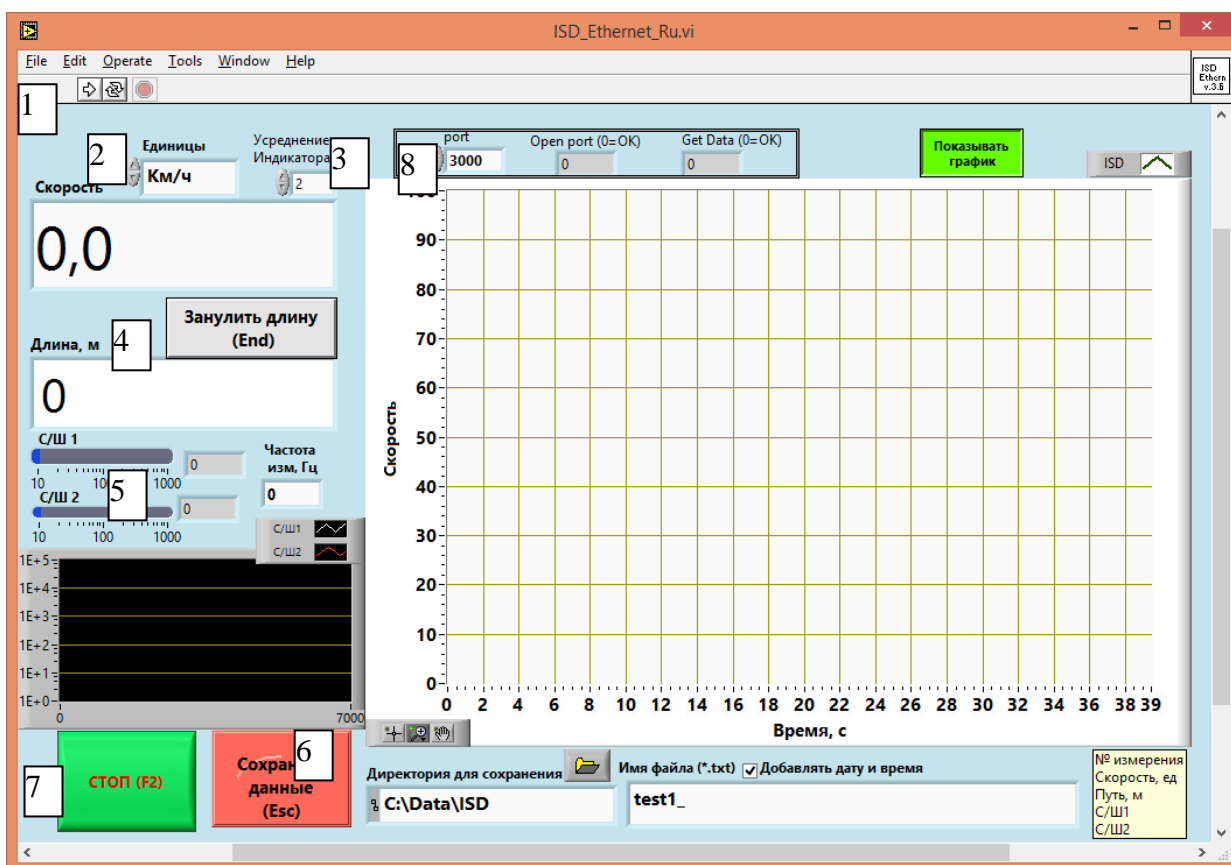 ISD_Ethernet_Ru.vi
File Edit Operate Tools Window Help
ISD
Ethern
v.3.6
1
2
Единицы
Км/ч
Усреднение
Индикатора
3
2
8
port
3000
Open port (0=OK)
0
Get Data (0=OK)
0
Показывать
график
ISD
Скорость
0,0
Занулить длину
(End)
Длина, м
4
0
С/Ш 1
0
10 100 1000
С/Ш 2
5
0
10 100 1000
Частота
изм, Гц
0
С/Ш1
С/Ш2
1E+5
1E+4
1E+3
1E+2
1E+1
1E+0
0 7000
90
80
70
60
50
40
30
20
10
0
Скорость
0 2 4 6 8 10 12 14 16 18 20 22 24 26 28 30 32 34 36 38 39
Время, с
7
СТОП (F2)
6
данные
(Esc)
Директория для сохранения
C:\Data\ISD
Имя файла (*.txt) Добавлять дату и время
test1_
№ измерения
Скорость, ед
Путь, м
С/Ш1
С/Ш2